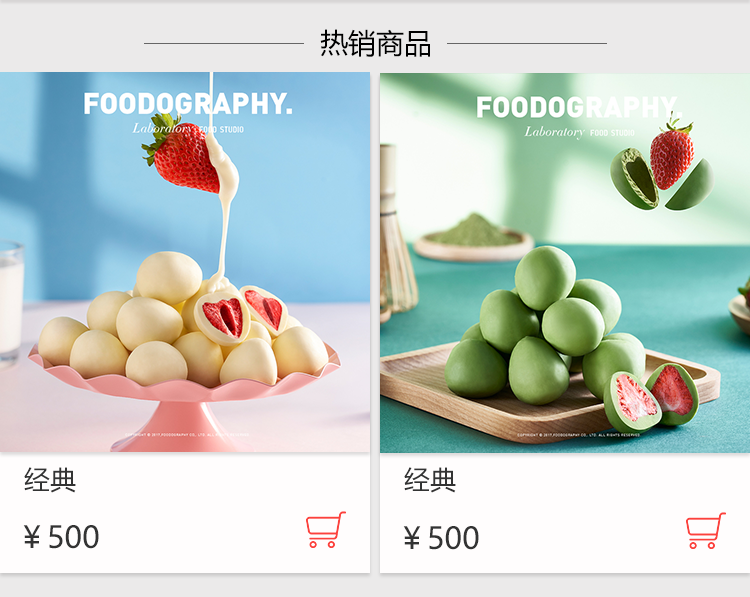 热销商品
FOODOGRAPHY.
Laboratory FOOD STUDIO
COPYRIGHT © 2017,FOODOGRAPHY CO., LTD. ALL RIGHTS RESERVED.
经典
¥ 500
FOODOGRAPHY.
Laboratory FOOD STUDIO
COPYRIGHT © 2017,FOODOGRAPHY CO., LTD. ALL RIGHTS RESERVED.
经典
¥ 500